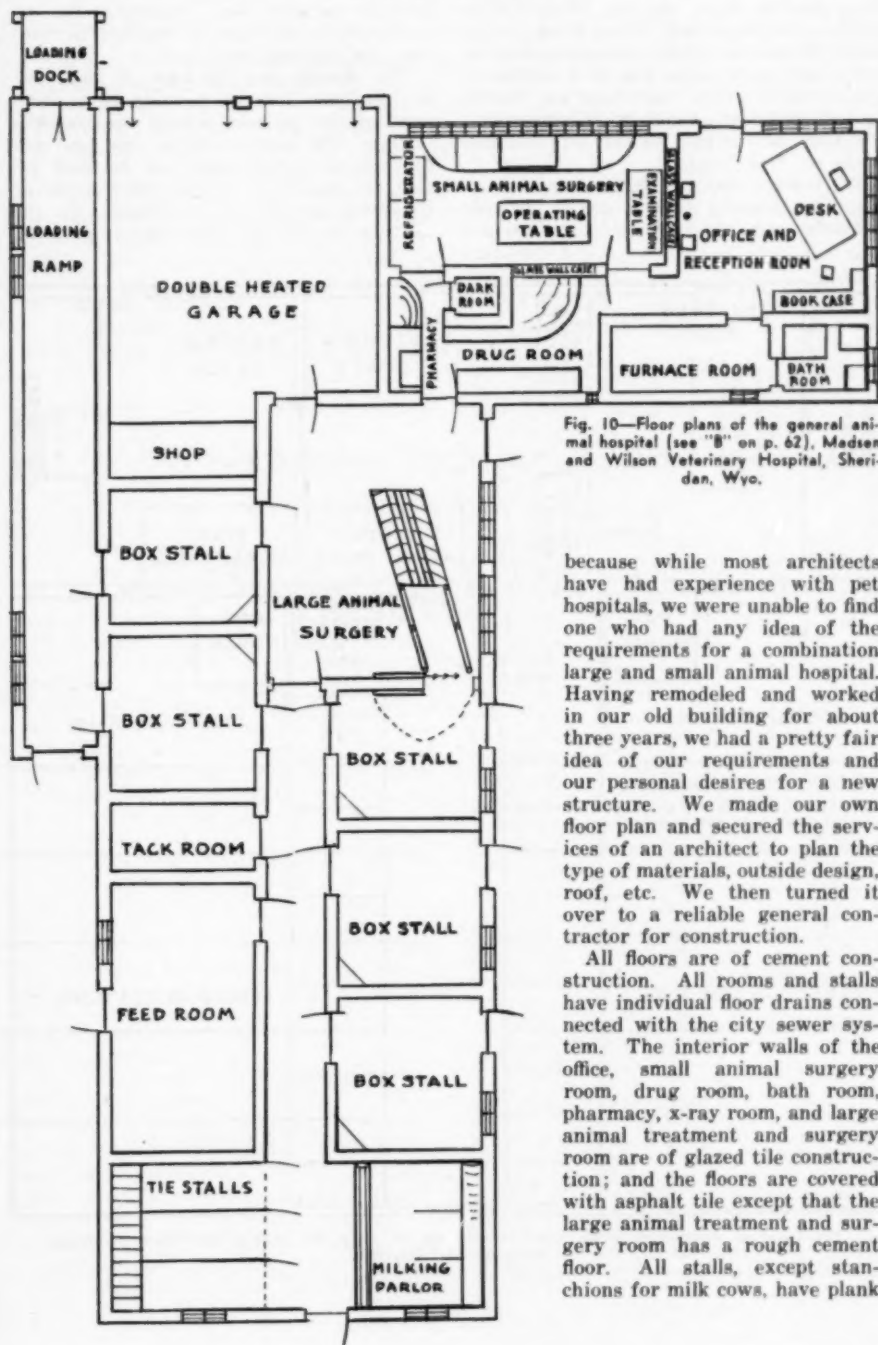 LOADING
DOCK
LOADING
RAMP
DOUBLE HEATED
GARAGE
REFRIGERATOR
SMALL ANIMAL SURGERY
OPERATING
TABLE
EXAMINATION
TABLE
GLASS WALL CASE
DESK
OFFICE AND
RECEPTION ROOM
BOOK CASE
GLASS WALL CASE
DARK
ROOM
PHARMACY
DRUG ROOM
FURNACE ROOM
BATH
ROOM
SHOP
BOX STALL
LARGE ANIMAL
SURGERY
BOX STALL
BOX STALL
TACK ROOM
BOX STALL
FEED ROOM
BOX STALL
TIE STALLS
MILKING
PARLOR
Fig. 10—Floor plans of the general ani-
mal hospital (see "B" on p. 62), Madsen
and Wilson Veterinary Hospital, Sheri-
dan, Wyo.
because while most architects
have had experience with pet
hospitals, we were unable to find
one who had any idea of the
requirements for a combination
large and small animal hospital.
Having remodeled and worked
in our old building for about
three years, we had a pretty fair
idea of our requirements and
our personal desires for a new
structure. We made our own
floor plan and secured the serv-
ices of an architect to plan the
type of materials, outside design,
roof, etc. We then turned it
over to a reliable general con-
tractor for construction.
All floors are of cement con-
struction. All rooms and stalls
have individual floor drains con-
nected with the city sewer sys-
tem. The interior walls of the
office, small animal surgery
room, drug room, bath room,
pharmacy, x-ray room, and large
animal treatment and surgery
room are of glazed tile construc-
tion; and the floors are covered
with asphalt tile except that the
large animal treatment and sur-
gery room has a rough cement
floor. All stalls, except stan-
chions for milk cows, have plank